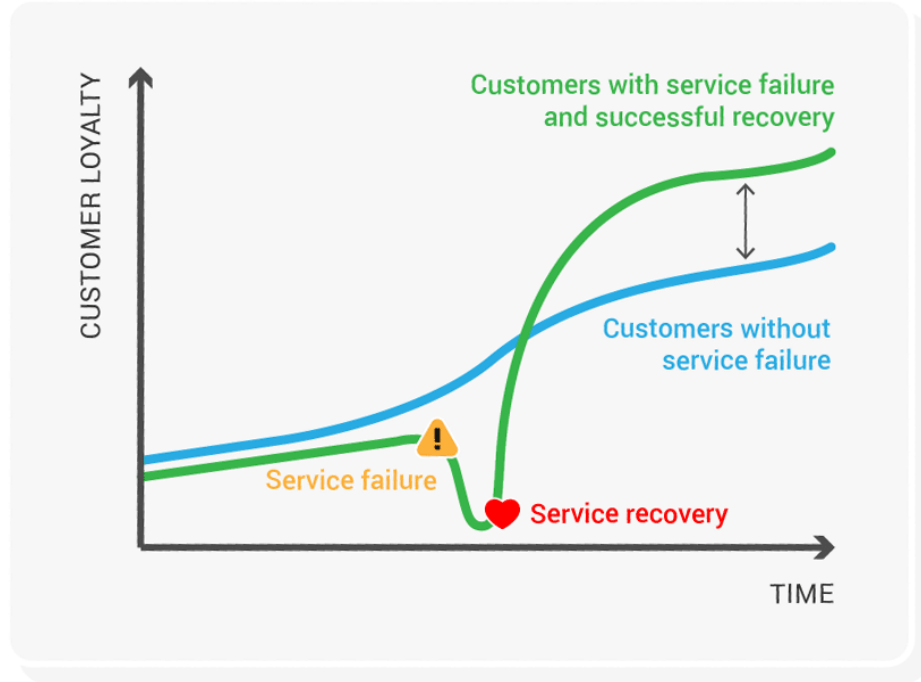 CUSTOMER LOYALTY
Customers with service failure
and successful recovery
Customers without
service failure
!
Service failure
Service recovery
TIME